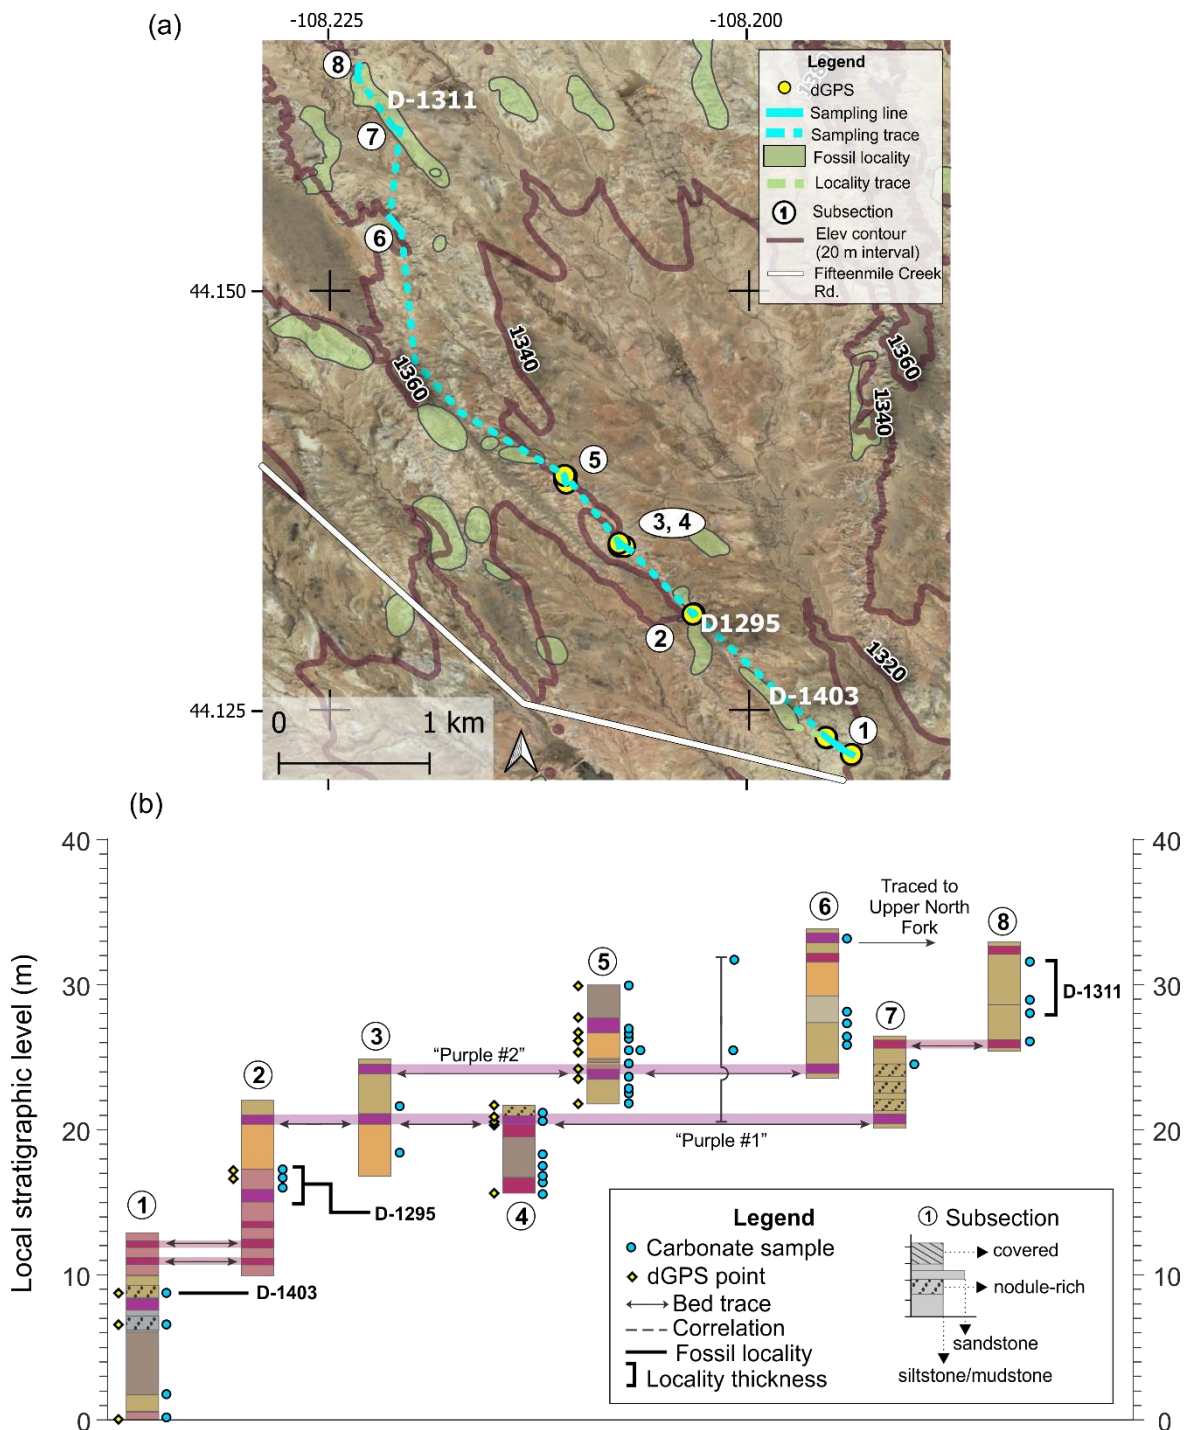 (a)
-108.225
-108.200
Legend
dGPS
Sampling line
Sampling trace
Fossil locality
Locality trace
1 Subsection
Elev contour
(20 m interval)
Fifteenmile Creek
Rd.
8
D-1311
7
6
44.150
1340
1360
1360
1340
5
3, 4
D1295
2
1320
D-1403
44.125
1
0 1 km
(b)
40
40
Local stratigraphic level (m)
30
30
20
20
10
10
0
0
Traced to
Upper North
Fork
6
8
5
D-1311
7
3
"Purple #2"
2
"Purple #1"
1
4
D-1295
D-1403
Legend
Carbonate sample
dGPS point
Bed trace
Correlation
Fossil locality
Locality thickness
1 Subsection
covered
nodule-rich
sandstone
siltstone/mudstone